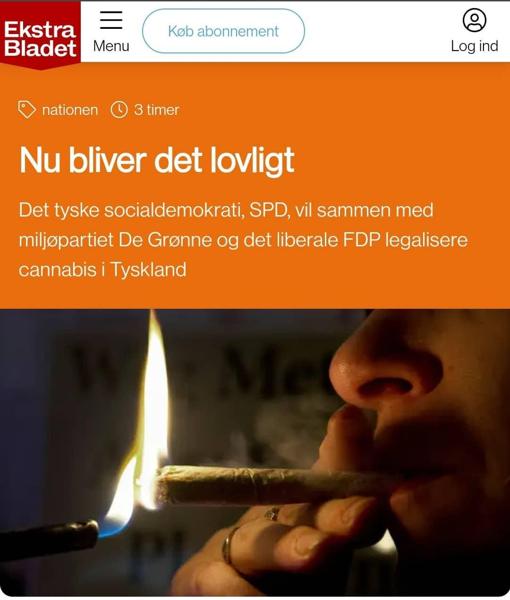 Ekstra
Bladet
Menu
Køb abonnement
Log ind
nationen 3 timer
Nu bliver det lovligt
Det tyske socialdemokrati, SPD, vil sammen med
miljøpartiet De Grønne og det liberale FDP legalisere
cannabis i Tyskland